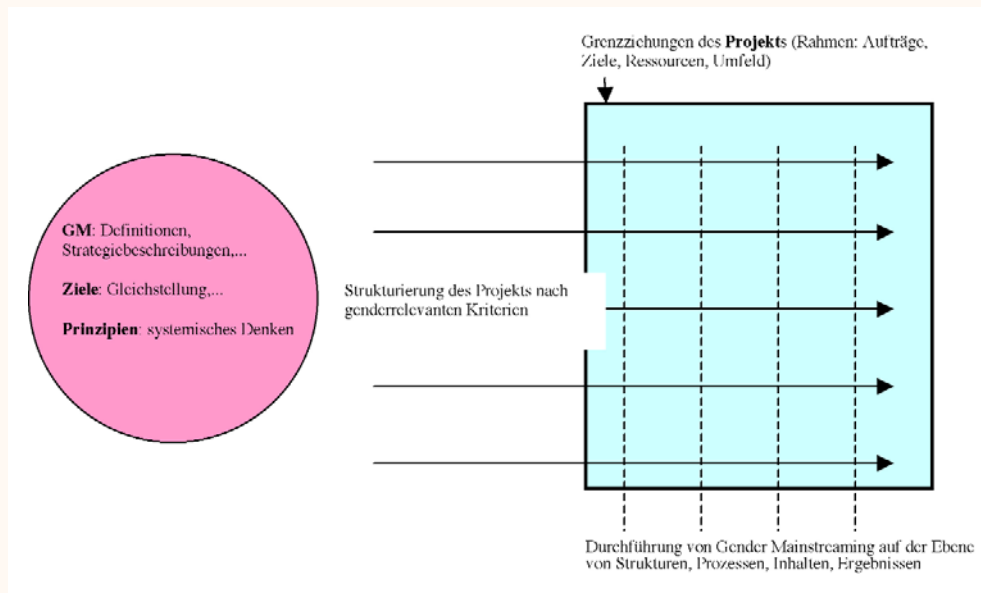 Grenzziehungen des Projekts (Rahmen: Aufträge,
Ziele, Ressourcen, Umfeld)
GM: Definitionen,
Strategiebeschreibungen,...
Ziele: Gleichstellung,...
Prinzipien: systemisches Denken
Strukturierung des Projekts nach
genderrelevanten Kriterien
Durchführung von Gender Mainstreaming auf der Ebene
von Strukturen, Prozessen, Inhalten, Ergebnissen